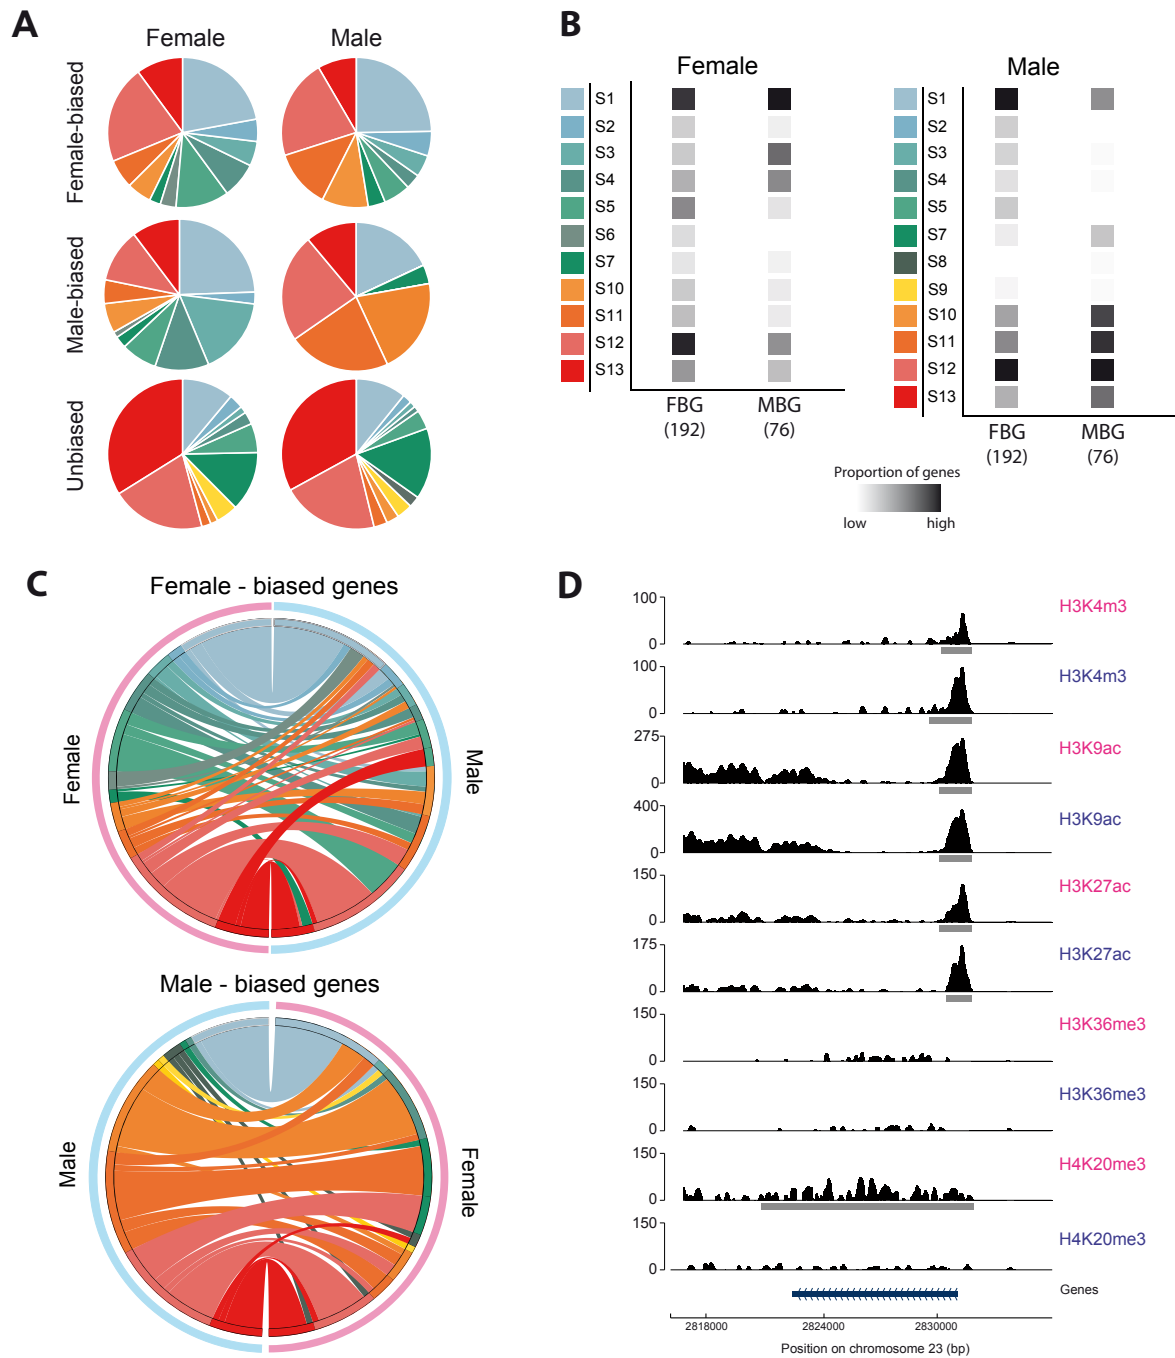 A
Female
Male
Female-biased
Male-biased
Unbiased
B
Female
Male
S1
S2
S3
S4
S5
S6
S7
S10
S11
S12
S13
FBG
(192)
MBG
(76)
S1
S2
S3
S4
S5
S7
S8
S9
S10
S11
S12
S13
FBG
(192)
MBG
(76)
Proportion of genes
low
high
C
Female - biased genes
Female
Male
Male - biased genes
Male
Female
D
100
0
H3K4m3
100
0
H3K4m3
275
0
H3K9ac
400
0
H3K9ac
150
0
H3K27ac
175
0
H3K27ac
150
0
H3K36me3
150
0
H3K36me3
150
0
H4K20me3
150
0
H4K20me3
Genes
2818000
2824000
2830000
Position on chromosome 23 (bp)